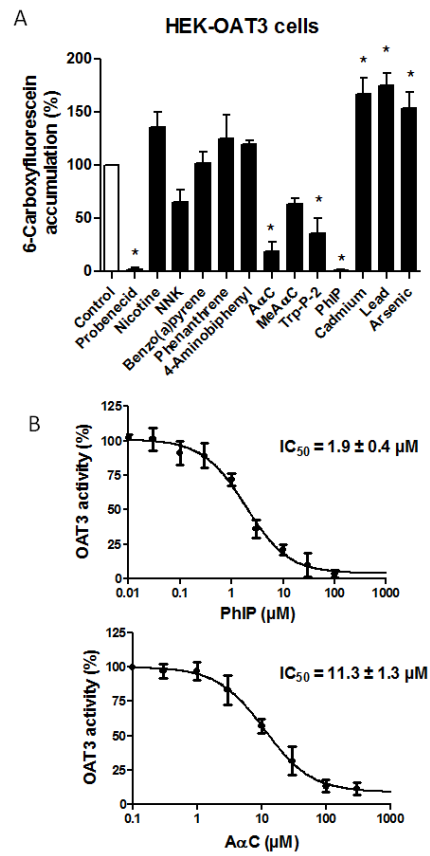 A
HEK-OAT3 cells
6-Carboxyfluorescein
accumulation (%)
200
150
100
50
0
* * * * * * *
Control
Probenecid
Nicotine
NNK
Benzo(a)pyrene
Phenanthrene
4-Aminobiphenyl
AαC
MeAαC
Trp-P-2
PhIP
Cadmium
Lead
Arsenic
B
OAT3 activity (%)
125
100
75
50
25
0
IC50 = 1.9 ± 0.4 µM
0.01 0.1 1 10 100 1000
PhIP (µM)
OAT3 activity (%)
125
100
75
50
25
0
IC50 = 11.3 ± 1.3 µM
0.1 1 10 100 1000
AαC (µM)